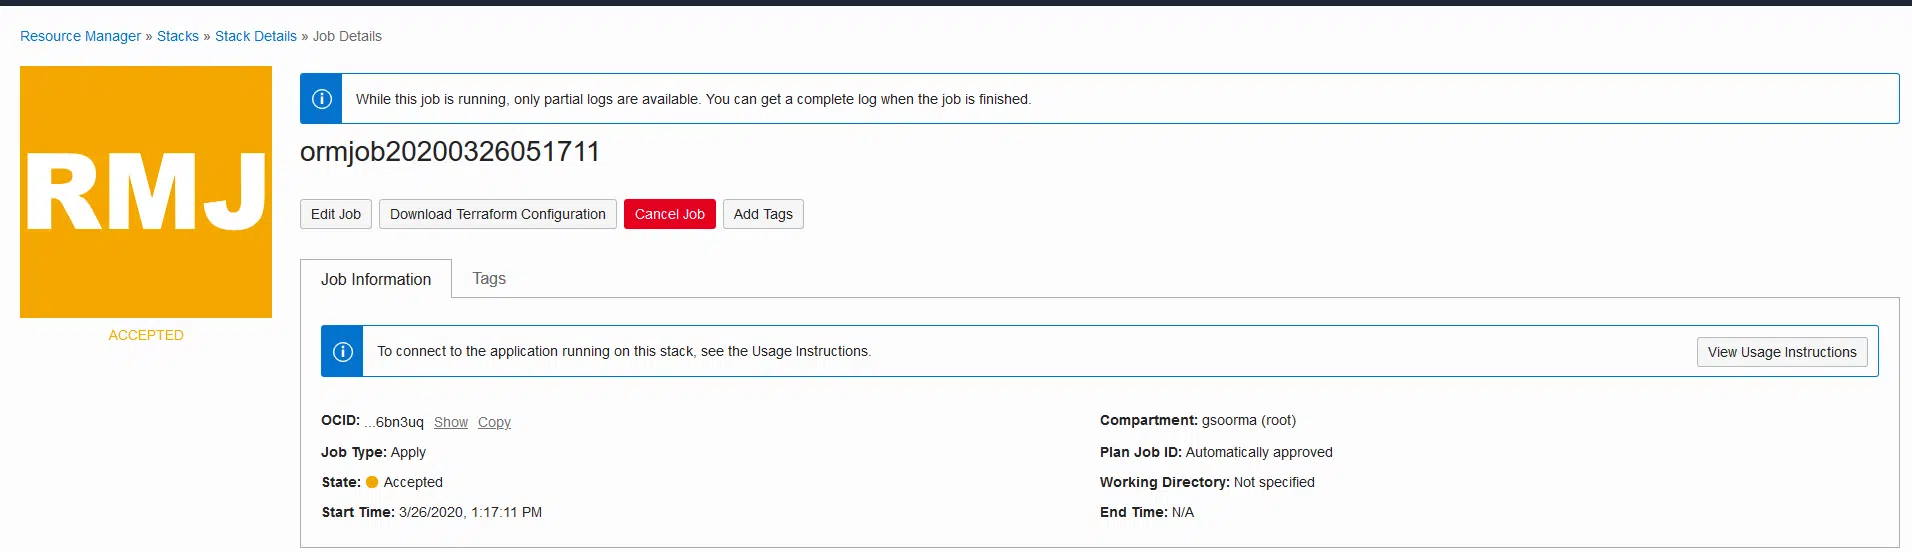 Resource Manager » Stacks » Stack Details » Job Details
RMJ
ACCEPTED
While this job is running, only partial logs are available. You can get a complete log when the job is finished.
ormjob20200326051711
Edit Job Download Terraform Configuration Cancel Job Add Tags
Job Information Tags
To connect to the application running on this stack, see the Usage Instructions. View Usage Instructions
OCID: ...6bn3uq Show Copy
Job Type: Apply
State: Accepted
Start Time: 3/26/2020, 1:17:11 PM
Compartment: gsoorma (root)
Plan Job ID: Automatically approved
Working Directory: Not specified
End Time: N/A